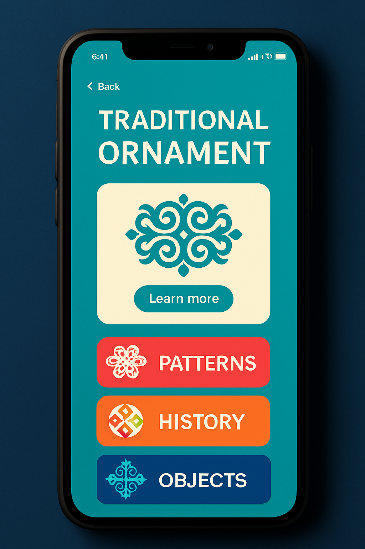 6:41
Back
TRADITIONAL
ORNAMENT
Learn more
PATTERNS
HISTORY
OBJECTS